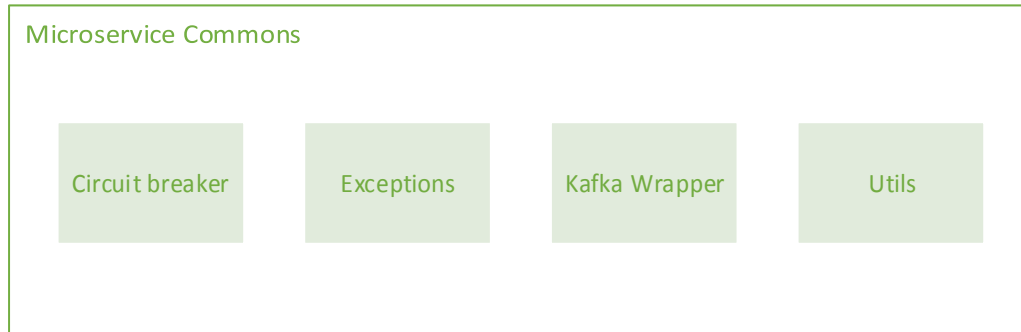 Microservice Commons
Circuit breaker
Exceptions
Kafka Wrapper
Utils